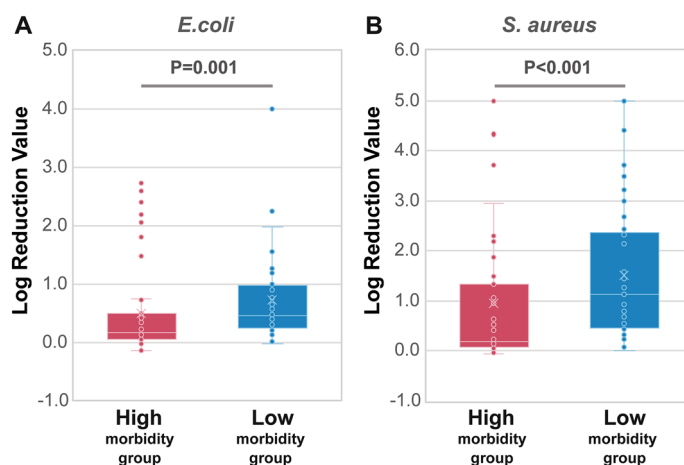 A
E.coli
5.0
4.0
3.0
2.0
1.0
0.0
-1.0
Log Reduction Value
P=0.001
High
morbidity
group
Low
morbidity
group
B
S. aureus
6.0
5.0
4.0
3.0
2.0
1.0
0.0
-1.0
Log Reduction Value
P<0.001
High
morbidity
group
Low
morbidity
group